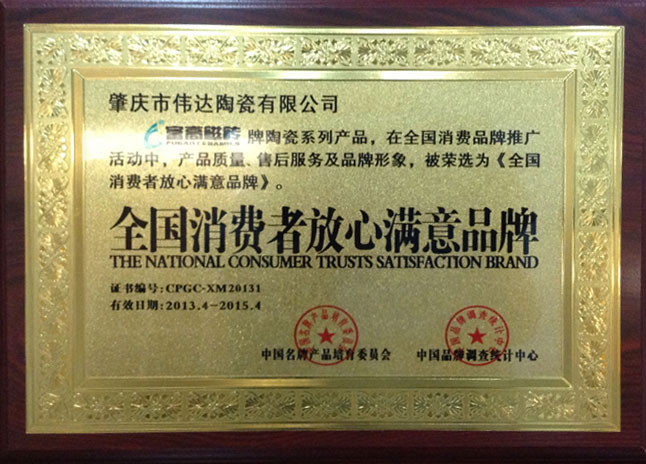 肇庆市伟达陶瓷有限公司
牌陶瓷系列产品，在全国消费品牌推广
活动中，产品质量、售后服务及品牌形象，被荣选为《全国
消费者放心满意品牌》。
全国消费者放心满意品牌
THE NATIONAL CONSUMER TRUSTS SATISFACTION BRAND
证书编号:CPGC-XM20131
有效日期:2013.4-2015.4
中国名牌产品培育委员会
中国品牌调查统计中心